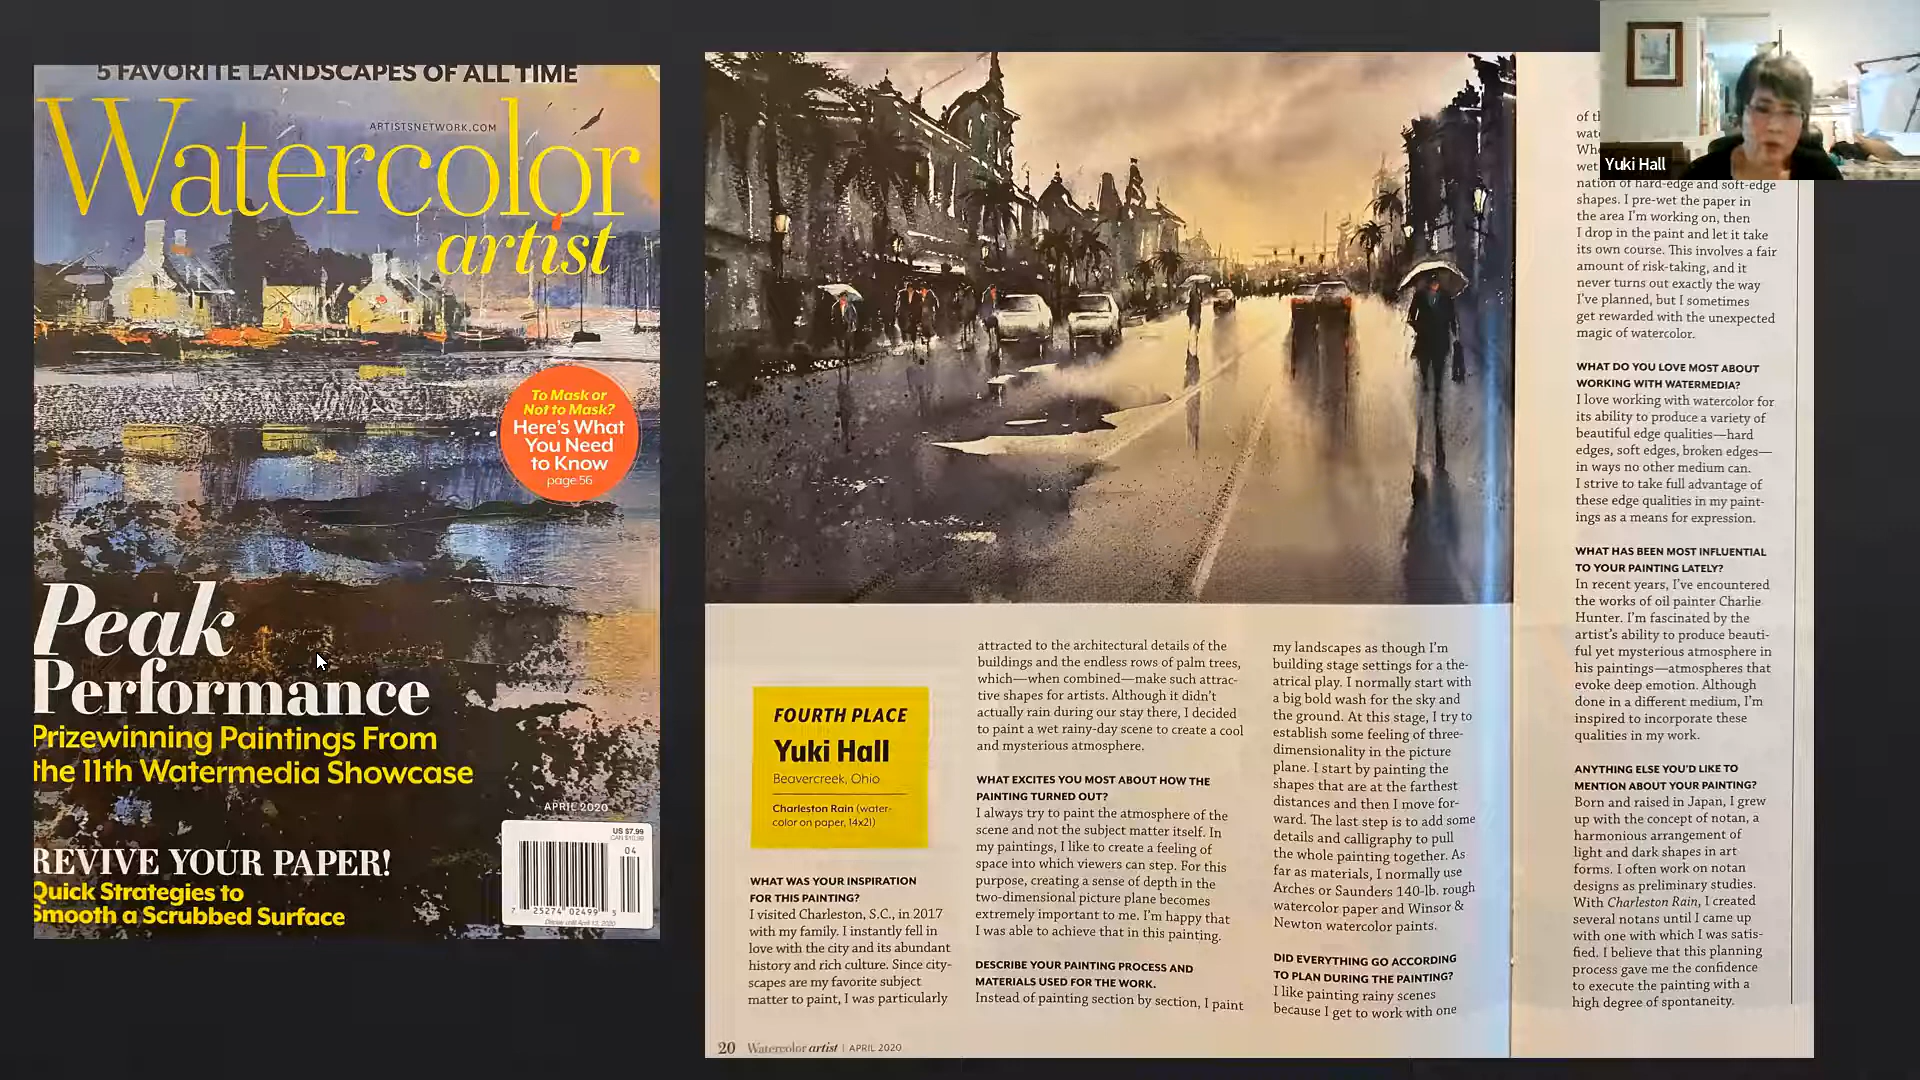 5 FAVORITE LANDSCAPES OF ALL TIME
ARTISTSNETWORK.COM
Watercolor
artist
To Mask or
Not to Mask?
Here's What
You Need
to Know
page 56
Peak
Performance
Prizewinning Paintings From
the 11th Watermedia Showcase
APRIL 2020
REVIVE YOUR PAPER!
Quick Strategies to
Smooth a Scrubbed Surface
US $7.99
CAN $10.99
04
7 25274 02499 5
FOURTH PLACE
Yuki Hall
Beavercreek, Ohio
Charleston Rain (water-
color on paper, 14x21)
WHAT WAS YOUR INSPIRATION
FOR THIS PAINTING?
I visited Charleston, S.C., in 2017
with my family. I instantly fell in
love with the city and its abundant
history and rich culture. Since city-
scapes are my favorite subject
matter to paint, I was particularly
attracted to the architectural details of the
buildings and the endless rows of palm trees,
which—when combined—make such attrac-
tive shapes for artists. Although it didn't
actually rain during our stay there, I decided
to paint a wet rainy-day scene to create a cool
and mysterious atmosphere.
WHAT EXCITES YOU MOST ABOUT HOW THE
PAINTING TURNED OUT?
I always try to paint the atmosphere of the
scene and not the subject matter itself. In
my paintings, I like to create a feeling of
space into which viewers can step. For this
purpose, creating a sense of depth in the
two-dimensional picture plane becomes
extremely important to me. I'm happy that
I was able to achieve that in this painting.
DESCRIBE YOUR PAINTING PROCESS AND
MATERIALS USED FOR THE WORK.
Instead of painting section by section, I paint
my landscapes as though I'm
building stage settings for a the-
atrical play. I normally start with
a big bold wash for the sky and
the ground. At this stage, I try to
establish some feeling of three-
dimensionality in the picture
plane. I start by painting the
shapes that are at the farthest
distances and then I move for-
ward. The last step is to add some
details and calligraphy to pull
the whole painting together. As
far as materials, I normally use
Arches or Saunders 140-lb. rough
watercolor paper and Winsor &
Newton watercolor paints.
DID EVERYTHING GO ACCORDING
TO PLAN DURING THE PAINTING?
I like painting rainy scenes
because I get to work with one
of
wet
nation of hard-edge and soft-edge
shapes. I pre-wet the paper in
the area I'm working on, then
I drop in the paint and let it take
its own course. This involves a fair
amount of risk-taking, and it
never turns out exactly the way
I've planned, but I sometimes
get rewarded with the unexpected
magic of watercolor.
WHAT DO YOU LOVE MOST ABOUT
WORKING WITH WATERMEDIA?
I love working with watercolor for
its ability to produce a variety of
beautiful edge qualities—hard
edges, soft edges, broken edges—
in ways no other medium can.
I strive to take full advantage of
these edge qualities in my paint-
ings as a means for expression.
WHAT HAS BEEN MOST INFLUENTIAL
TO YOUR PAINTING LATELY?
In recent years, I've encountered
the works of oil painter Charlie
Hunter. I'm fascinated by the
artist's ability to produce beauti-
ful yet mysterious atmosphere in
his paintings—atmospheres that
evoke deep emotion. Although
done in a different medium, I'm
inspired to incorporate these
qualities in my work.
ANYTHING ELSE YOU'D LIKE TO
MENTION ABOUT YOUR PAINTING?
Born and raised in Japan, I grew
up with the concept of notan, a
harmonious arrangement of
light and dark shapes in art
forms. I often work on notan
designs as preliminary studies.
With Charleston Rain, I created
several notans until I came up
with one with which I was satis-
fied. I believe that this planning
process gave me the confidence
to execute the painting with a
high degree of spontaneity.
20 Watercolor artist | APRIL 2020
Yuki Hall